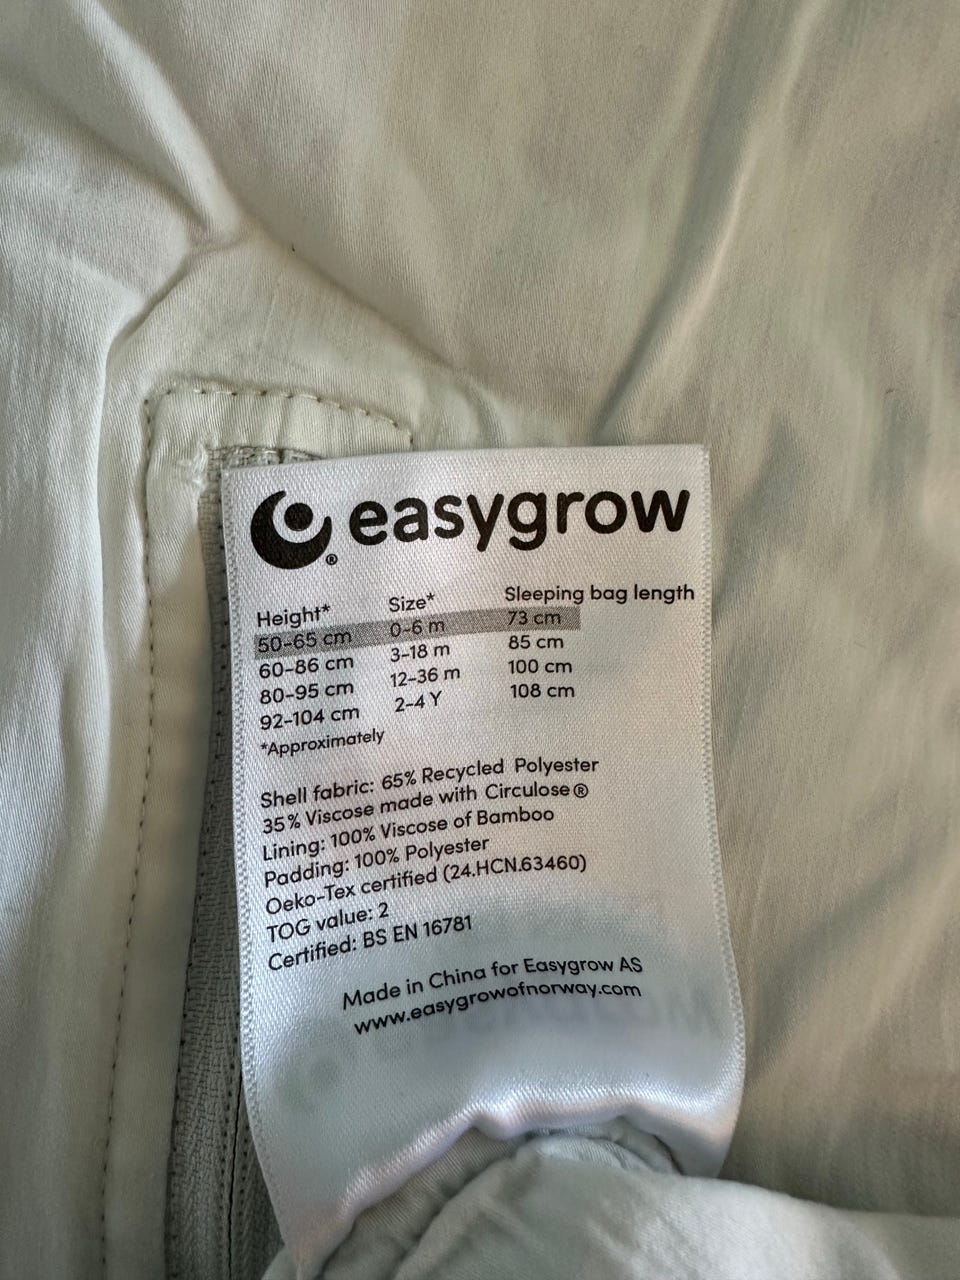 easygrow
®
Height* Size* Sleeping bag length
50-65 cm 0-6 m 73 cm
60-86 cm 3-18 m 85 cm
80-95 cm 12-36 m 100 cm
92-104 cm 2-4 Y 108 cm
*Approximately
Shell fabric: 65% Recycled Polyester
35% Viscose made with Circulose®
Lining: 100% Viscose of Bamboo
Padding: 100% Polyester
Oeko-Tex certified (24.HCN.63460)
TOG value: 2
Certified: BS EN 16781
Made in China for Easygrow AS
www.easygrowofnorway.com